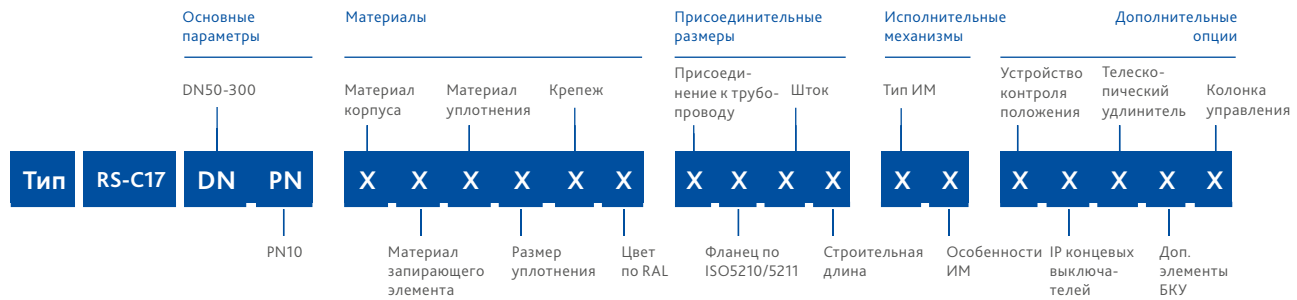 Основные
параметры
Материалы
Присоединительные
размеры
Исполнительные
механизмы
Дополнительные
опции
DN50-300
Материал
корпуса
Материал
уплотнения
Крепеж
Присоеди-
нение к трубо-
проводу
Шток
Тип ИМ
Устройство
контроля
положения
Телеско-
пический
удлинитель
Колонка
управления
Тип RS-C17 DN PN X X X X X X X X X X X X X X X X X
PN10
Материал
запирающего
элемента
Размер
уплотнения
Цвет
по RAL
Фланец по
ISO5210/5211
Строительная
длина
Особенности
ИМ
IP концевых
выключа-
телей
Доп.
элементы
БКУ